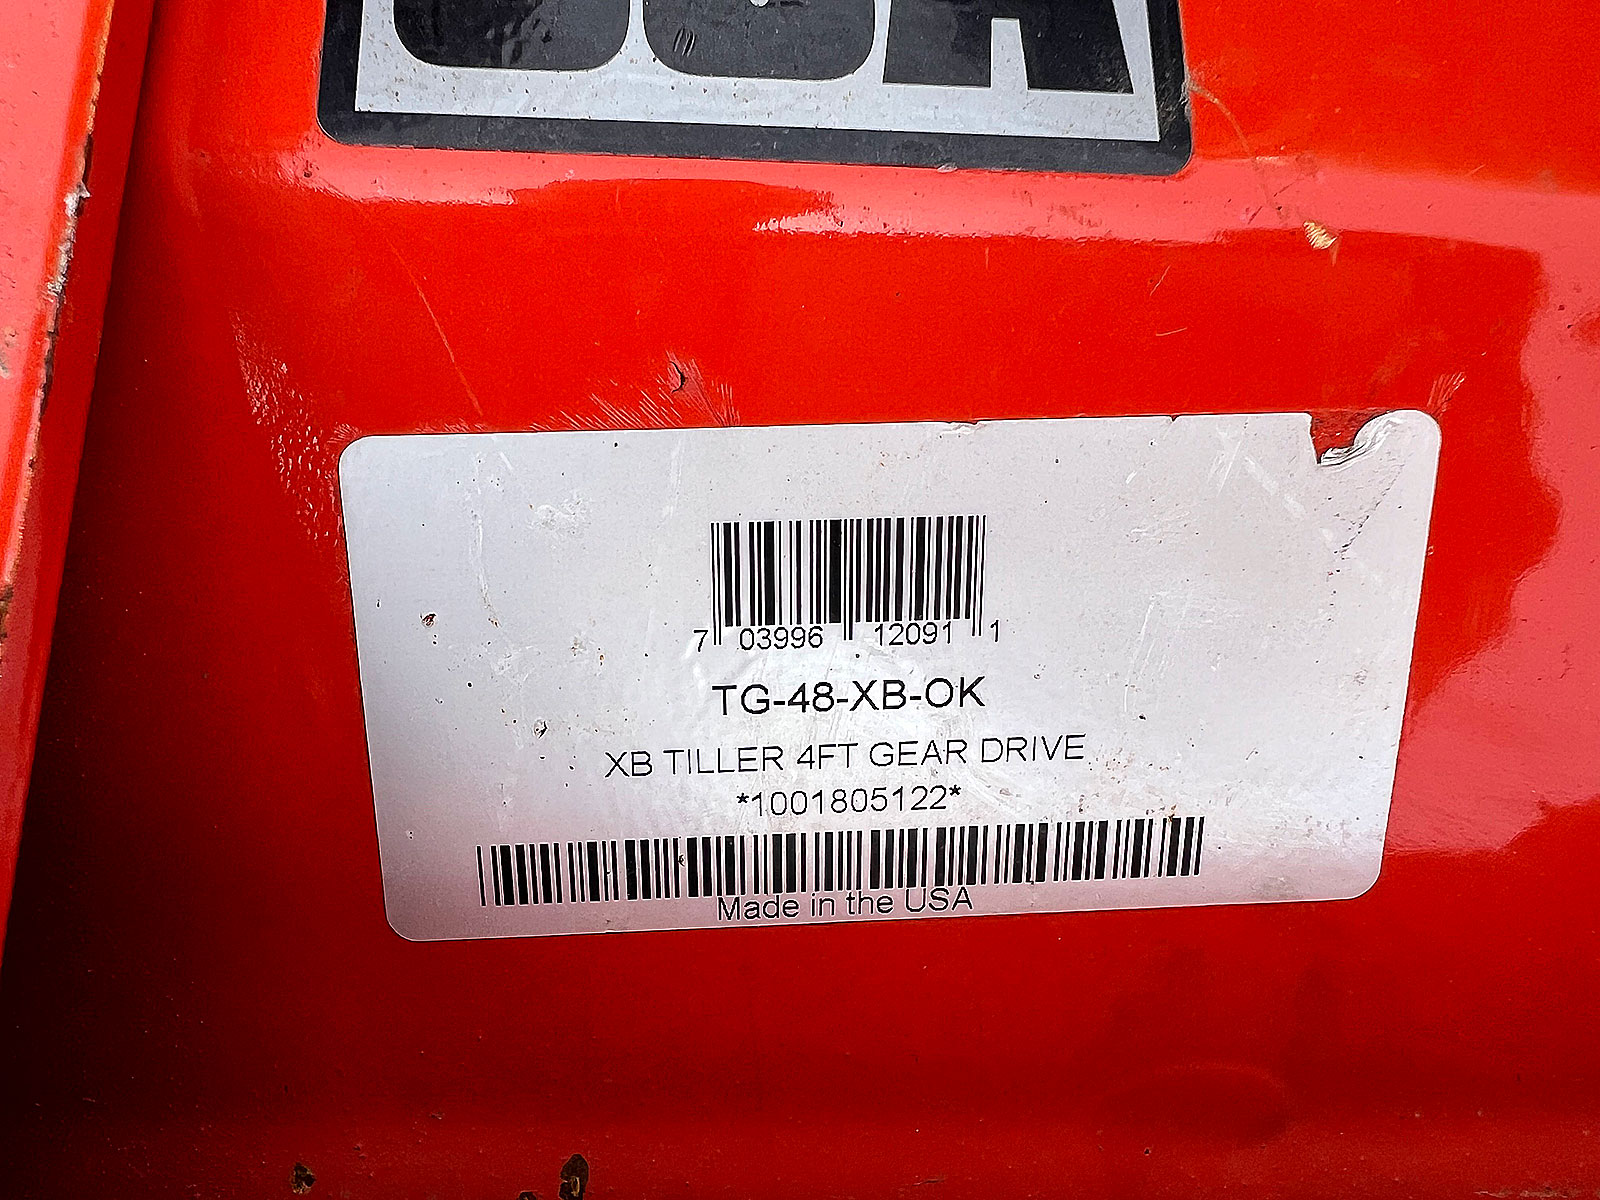 7 03996 12091 1
TG-48-XB-OK
XB TILLER 4FT GEAR DRIVE
*1001805122*
Made in the USA